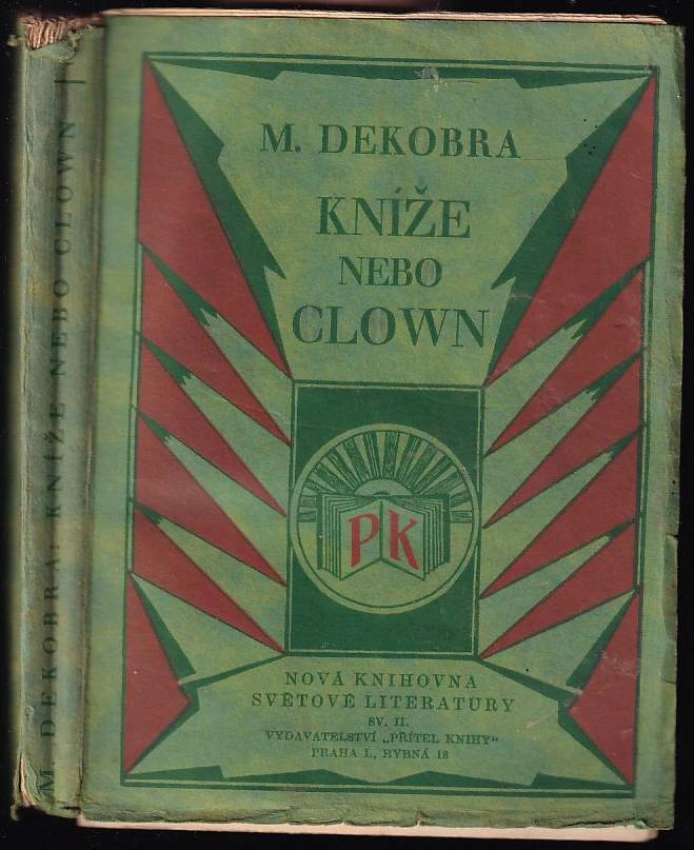 M. DEKOBRA
KNÍŽE
NEBO
CLOWN
PK
NOVÁ KNIHOVNA
SVĚTOVÉ LITERATURY
SV. II.
VYDAVATELSTVÍ „PŘÍTEL KNIHY“
PRAHA I., RYBNÁ 18
M. DEKOBRA: KNÍŽE NEBO CLOWN